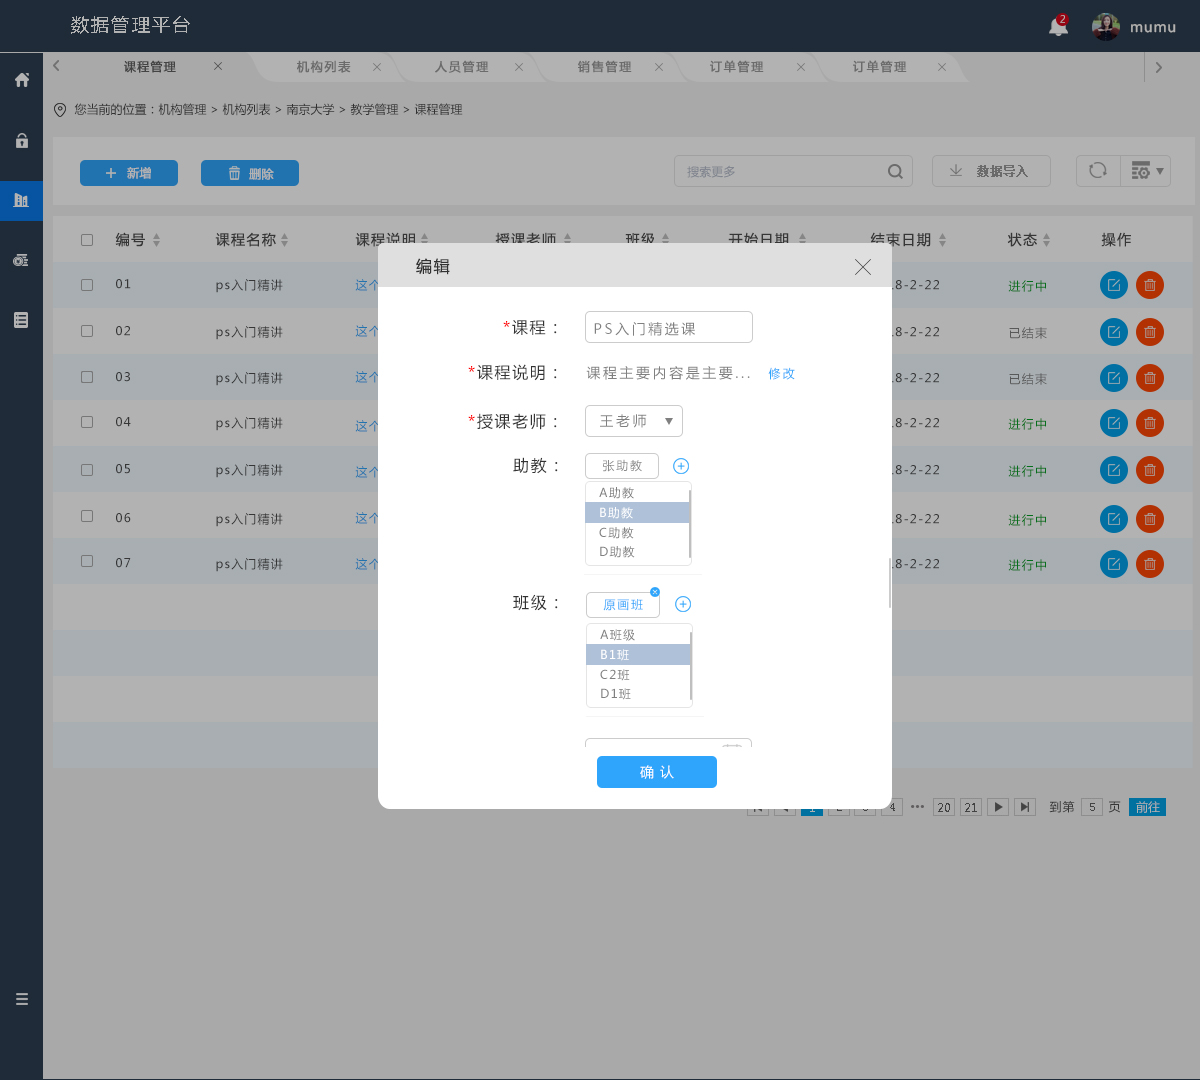 数据管理平台
2
mumu
课程管理 机构列表 人员管理 销售管理 订单管理 订单管理
您当前的位置：机构管理 > 机构列表 > 南京大学 > 教学管理 > 课程管理
新增 删除 搜索更多 数据导入
编号 课程名称 课程说明 授课老师 班级 开始日期 结束日期 状态 操作
01 ps入门精讲 这个 8-2-22 进行中
02 ps入门精讲 这个 8-2-22 已结束
03 ps入门精讲 这个 8-2-22 已结束
04 ps入门精讲 这个 8-2-22 进行中
05 ps入门精讲 这个 8-2-22 进行中
06 ps入门精讲 这个 8-2-22 进行中
07 ps入门精讲 这个 8-2-22 进行中
编辑
*课程： PS入门精选课
*课程说明： 课程主要内容是主要... 修改
*授课老师： 王老师
助教： 张助教
A助教
B助教
C助教
D助教
班级： 原画班
A班级
B1班
C2班
D1班
确认
1 2 3 4 ••• 20 21 到第 5 页 前往